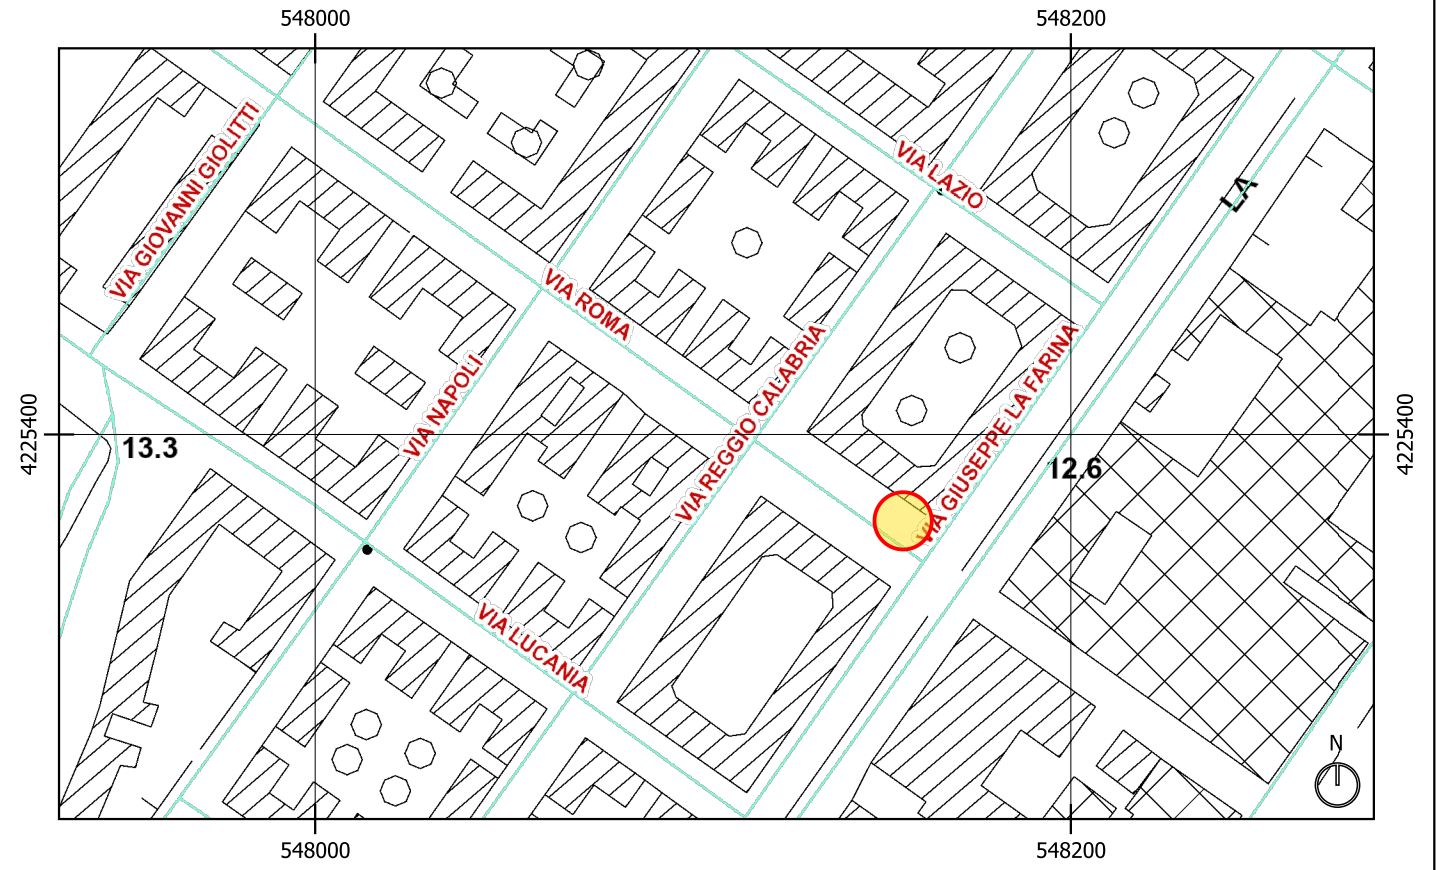 548000
548200
VIA GIOVANNI GIOLITTI
VIA LAZIO
LA
VIA ROMA
VIA NAPOLI
VIA REGGIO CALABRIA
VIA GIUSEPPE LA FARINA
4225400
4225400
13.3
12.6
VIA LUCANIA
N
548000
548200